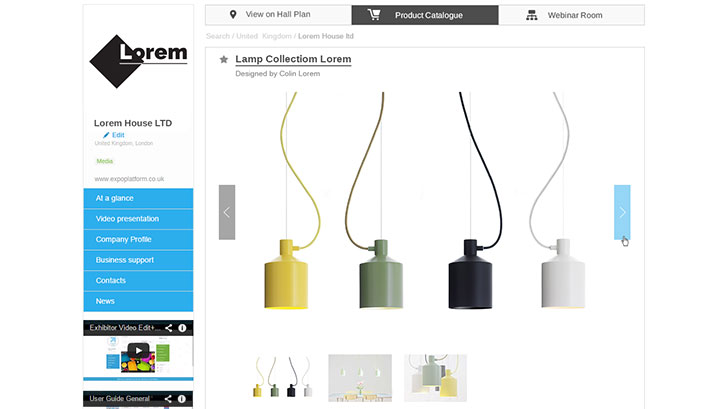 Lorem
Lorem House LTD
Edit
United Kingdom, London
Media
www.expoplatform.co.uk
At a glance
Video presentation
Company Profile
Business support
Contacts
News
Exhibitor Video Edit+...
User Guide General
View on Hall Plan
Product Catalogue
Webinar Room
Search / United Kingdom / Lorem House ltd
Lamp Collectiom Lorem
Designed by Colin Lorem